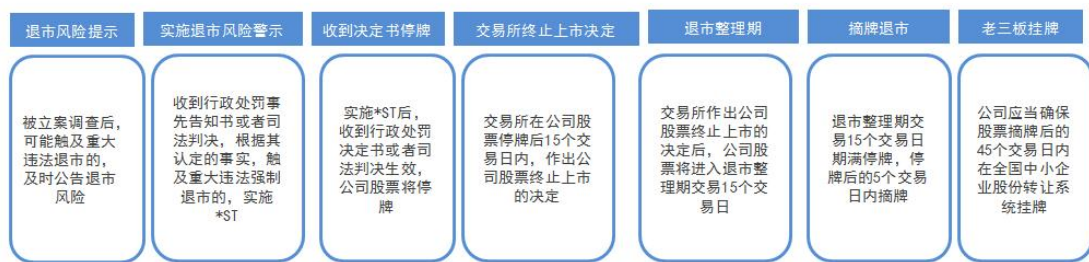 退市风险提示
被立案调查后，
可能触及重大
违法退市的，
及时公告退市
风险
实施退市风险警示
收到行政处罚事
先告知书或者司
法判决，根据其
认定的事实，触
及重大违法强制
退市的，实施
*ST
收到决定书停牌
实施*ST后，
收到行政处罚
决定书或者司
法判决生效，
公司股票将停
牌
交易所终止上市决定
交易所在公司股票
停牌后15个交
易日内，作出公
司股票终止上市
的决定
退市整理期
交易所作出公司
股票终止上市的
决定后，公司股
票将进入退市整
理期交易15个交
易日
摘牌退市
退市整理期交
易15个交易日
期满停牌，停
牌后的5个交易
日内摘牌
老三板挂牌
公司应当确保
股票摘牌后的
45个交易日内
在全国中小企
业股份转让系
统挂牌